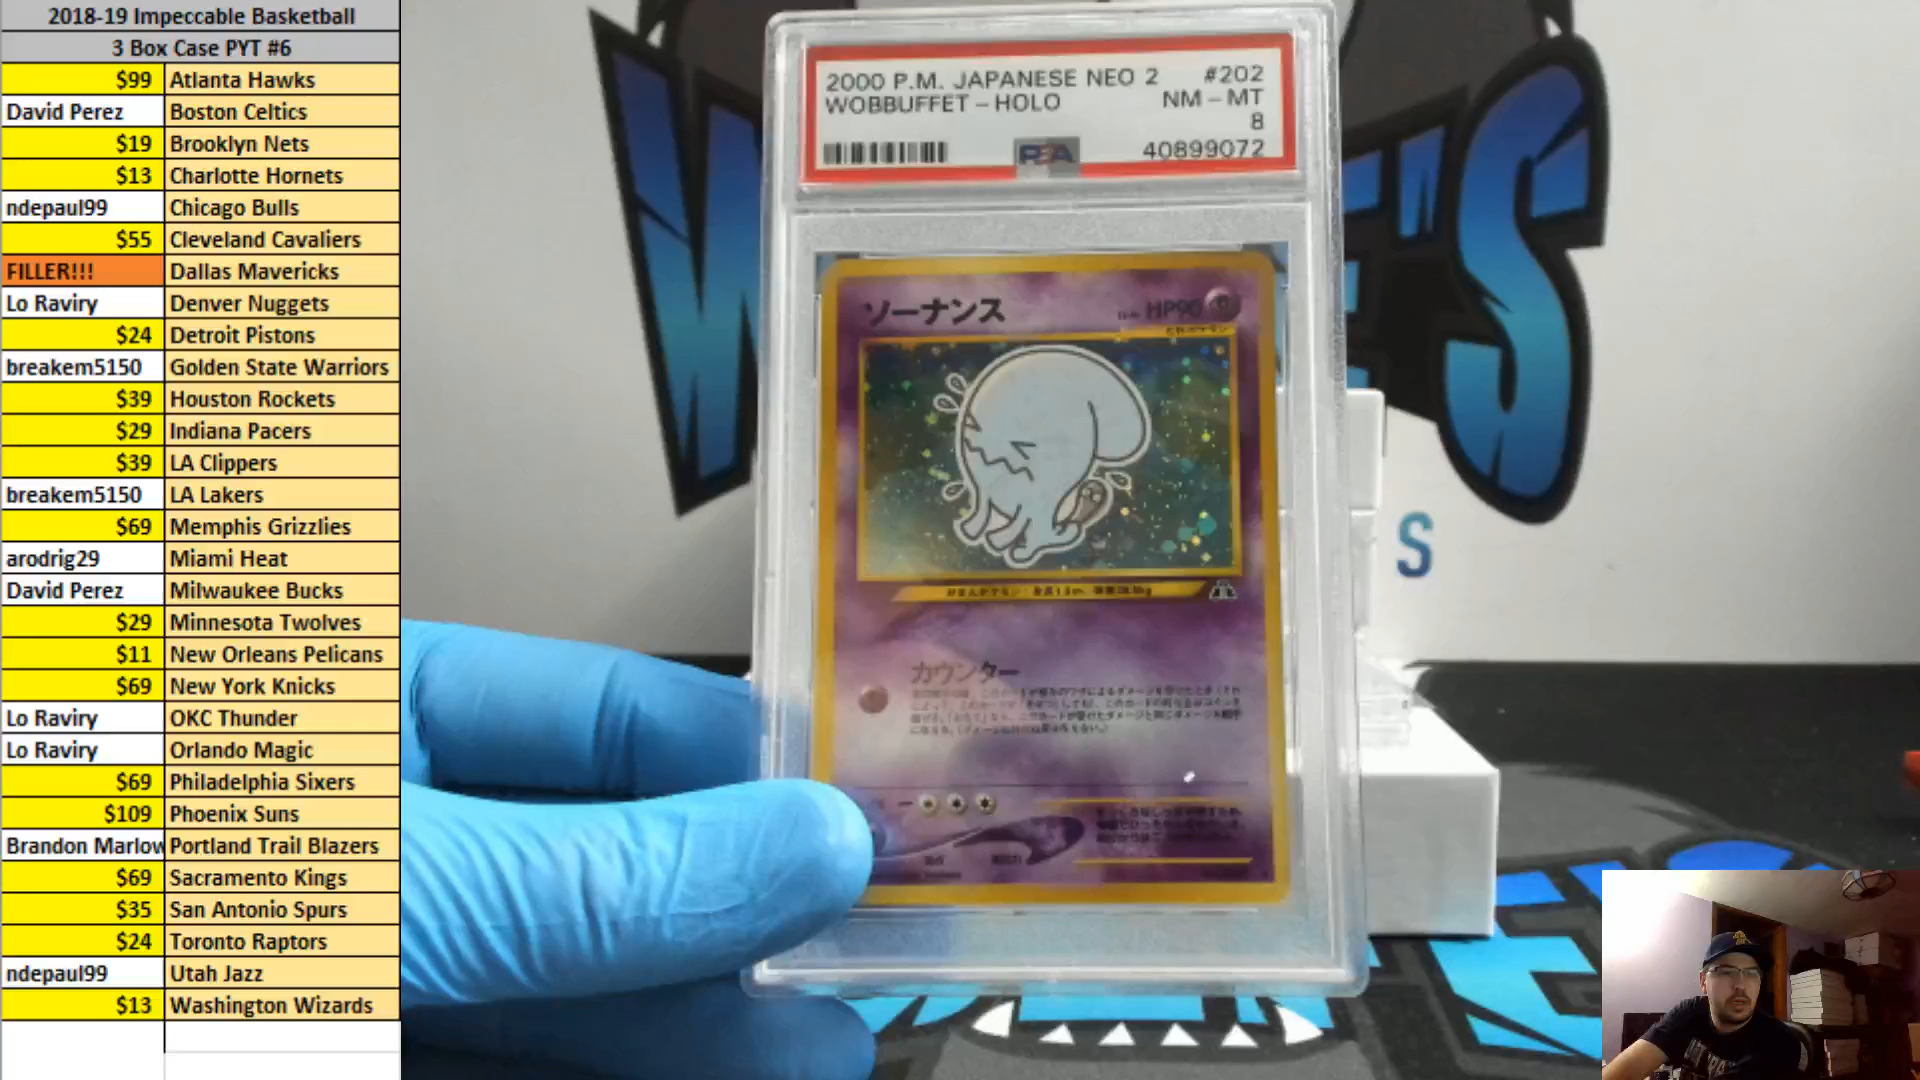 2018-19 Impeccable Basketball
3 Box Case PYT #6
$99 Atlanta Hawks
David Perez Boston Celtics
$19 Brooklyn Nets
$13 Charlotte Hornets
ndepaul99 Chicago Bulls
$55 Cleveland Cavaliers
FILLER!!! Dallas Mavericks
Lo Raviry Denver Nuggets
$24 Detroit Pistons
breakem5150 Golden State Warriors
$39 Houston Rockets
$29 Indiana Pacers
$39 LA Clippers
breakem5150 LA Lakers
$69 Memphis Grizzlies
arodrig29 Miami Heat
David Perez Milwaukee Bucks
$29 Minnesota Twolves
$11 New Orleans Pelicans
$69 New York Knicks
Lo Raviry OKC Thunder
Lo Raviry Orlando Magic
$69 Philadelphia Sixers
$109 Phoenix Suns
Brandon Marlow Portland Trail Blazers
$69 Sacramento Kings
$35 San Antonio Spurs
$24 Toronto Raptors
ndepaul99 Utah Jazz
$13 Washington Wizards
2000 P.M. JAPANESE NEO 2 #202
WOBBUFFET - HOLO NM - MT
8
PSA 40899072
ソーナンス HP90
カウンター
S